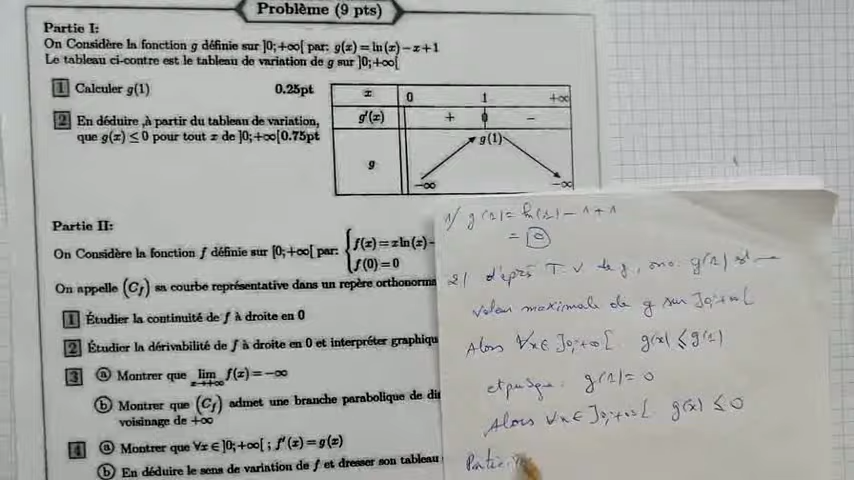 Problème (9 pts)
Partie I:
On Considère la fonction g définie sur ]0;+∞[ par: g(x) = ln(x) − x + 1
Le tableau ci-contre est le tableau de variation de g sur ]0;+∞[
1 Calculer g(1) 0.25pt
2 En déduire ,à partir du tableau de variation,
que g(x) ≤ 0 pour tout x de ]0;+∞[ 0.75pt
x 0 1 +∞
g'(x) + 0 −
g −∞ g(1) −∞
Partie II:
On Considère la fonction f définie sur [0;+∞[ par: { f(x) = x ln(x) −
f(0) = 0
On appelle (Cf) sa courbe représentative dans un repère orthonorma
1 Étudier la continuité de f à droite en 0
2 Étudier la dérivabilité de f à droite en 0 et interpréter graphiqu
3 a Montrer que lim x→+∞ f(x) = −∞
b Montrer que (Cf) admet une branche parabolique de di
voisinage de +∞
4 a Montrer que ∀x ∈ ]0;+∞[ ; f'(x) = g(x)
b En déduire le sens de variation de f et dresser son tableau
1/ g(1) = ln(1) − 1 + 1
= 0
2/ d'après T.V de g, on a: g(1) est
valeur maximale de g sur ]0;+∞[
Alors ∀x ∈ ]0;+∞[ g(x) ≤ g(1)
et puisque: g(1) = 0
Alors ∀x ∈ ]0;+∞[ g(x) ≤ 0
Partie